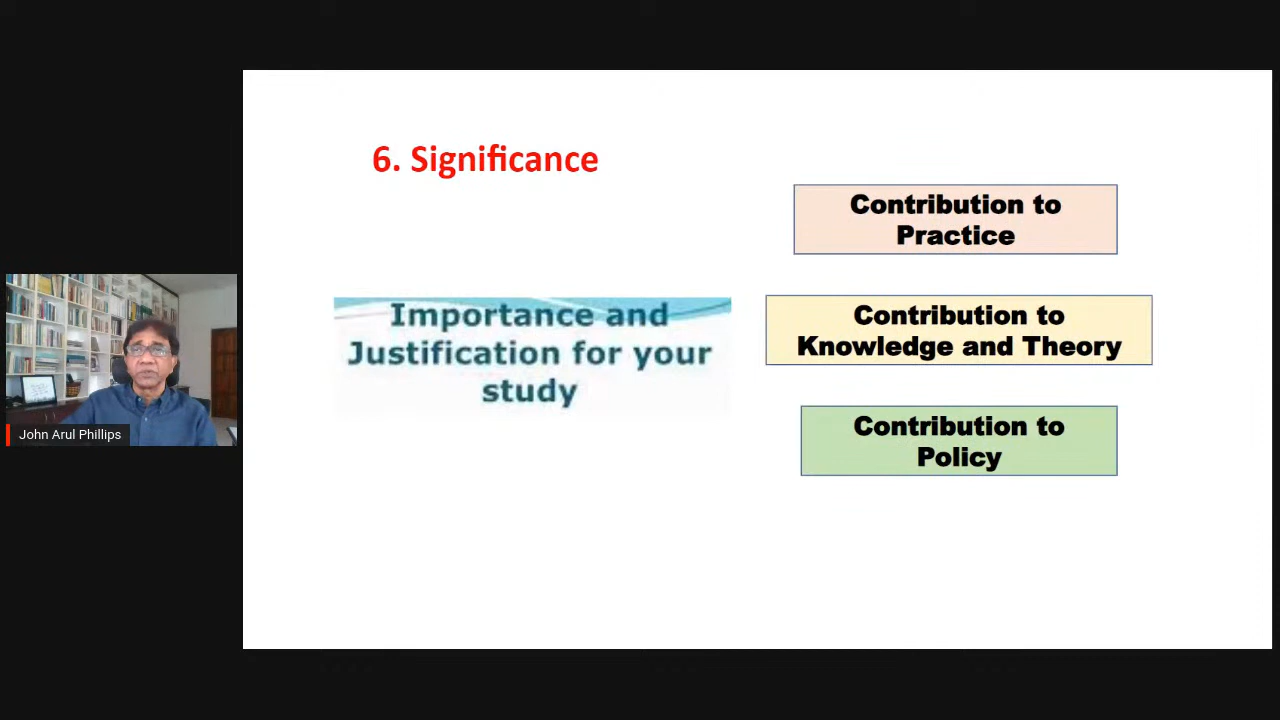 6. Significance
Importance and
Justification for your
study
Contribution to
Practice
Contribution to
Knowledge and Theory
Contribution to
Policy
John Arul Phillips